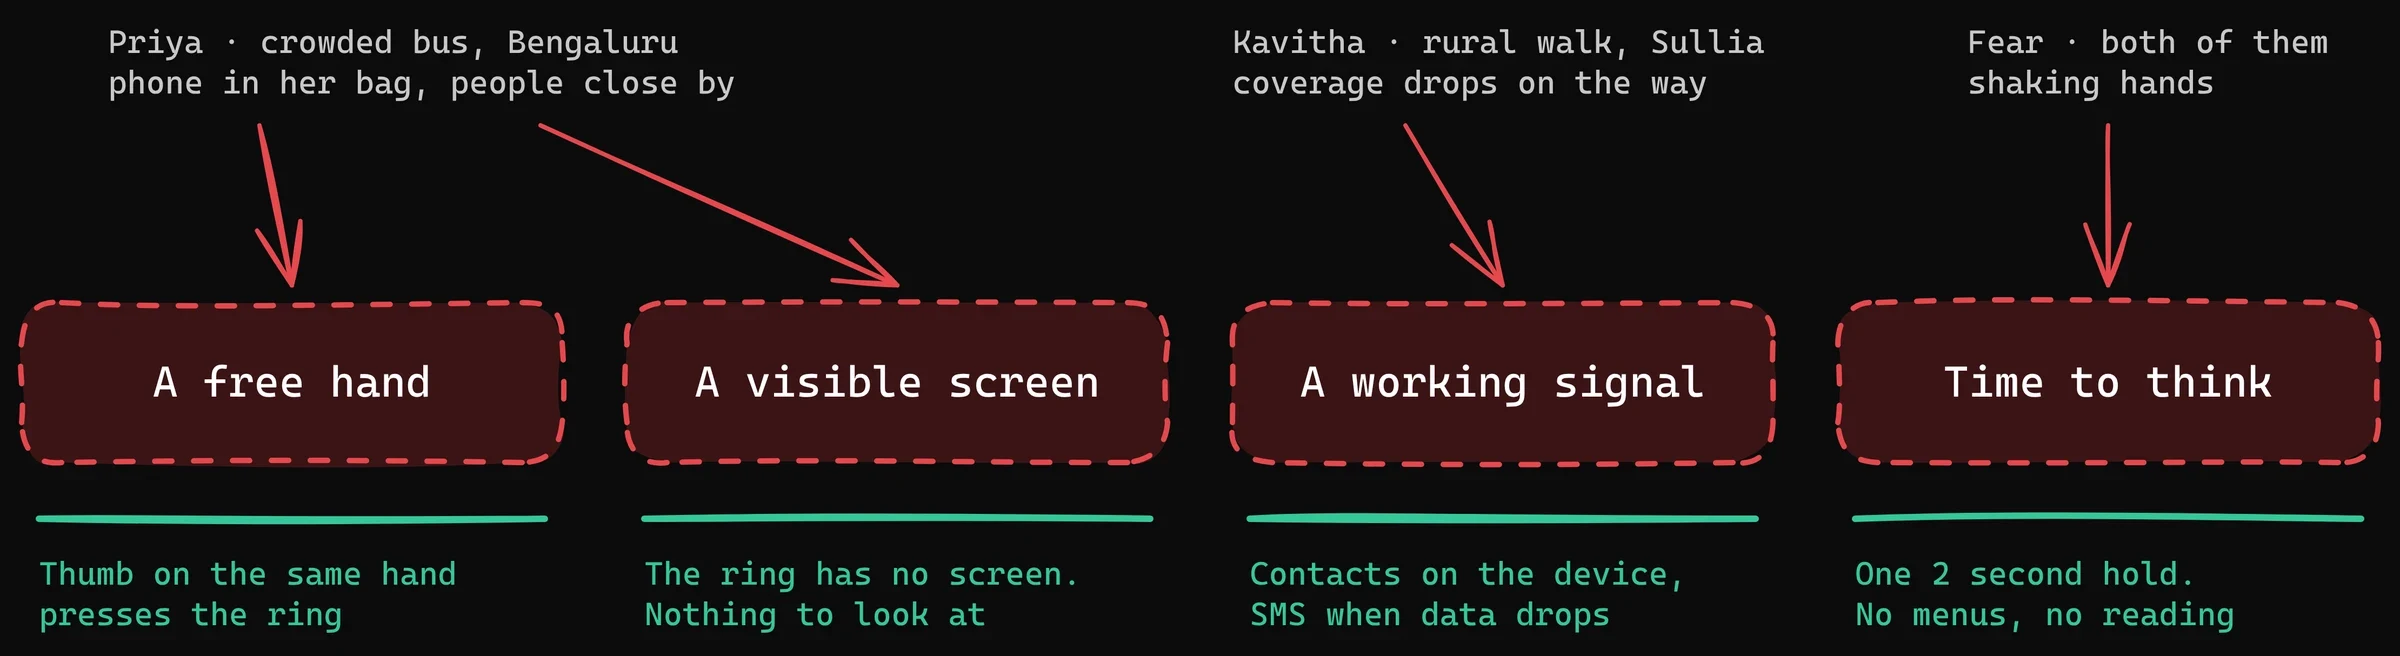 Priya · crowded bus, Bengaluru
phone in her bag, people close by
Kavitha · rural walk, Sullia
coverage drops on the way
Fear · both of them
shaking hands
A free hand
A visible screen
A working signal
Time to think
Thumb on the same hand
presses the ring
The ring has no screen.
Nothing to look at
Contacts on the device,
SMS when data drops
One 2 second hold.
No menus, no reading